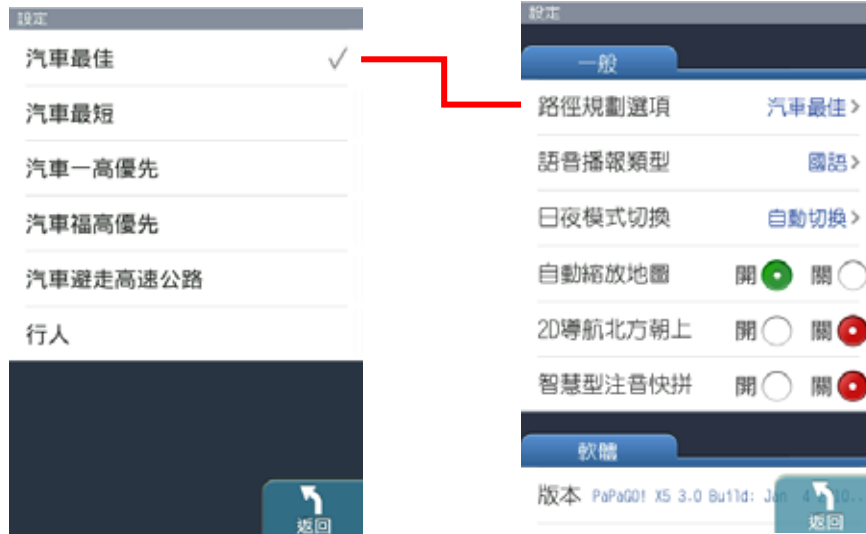 設定
汽車最佳
汽車最短
汽車一高優先
汽車福高優先
汽車避走高速公路
行人
返回
設定
一般
路徑規劃選項 汽車最佳>
語音播報類型 國語>
日夜模式切換 自動切換>
自動縮放地圖 開 關
2D導航北方朝上 開 關
智慧型注音快拼 開 關
軟體
版本 PaPaGO! X5 3.0 Build: Jan 4
返回